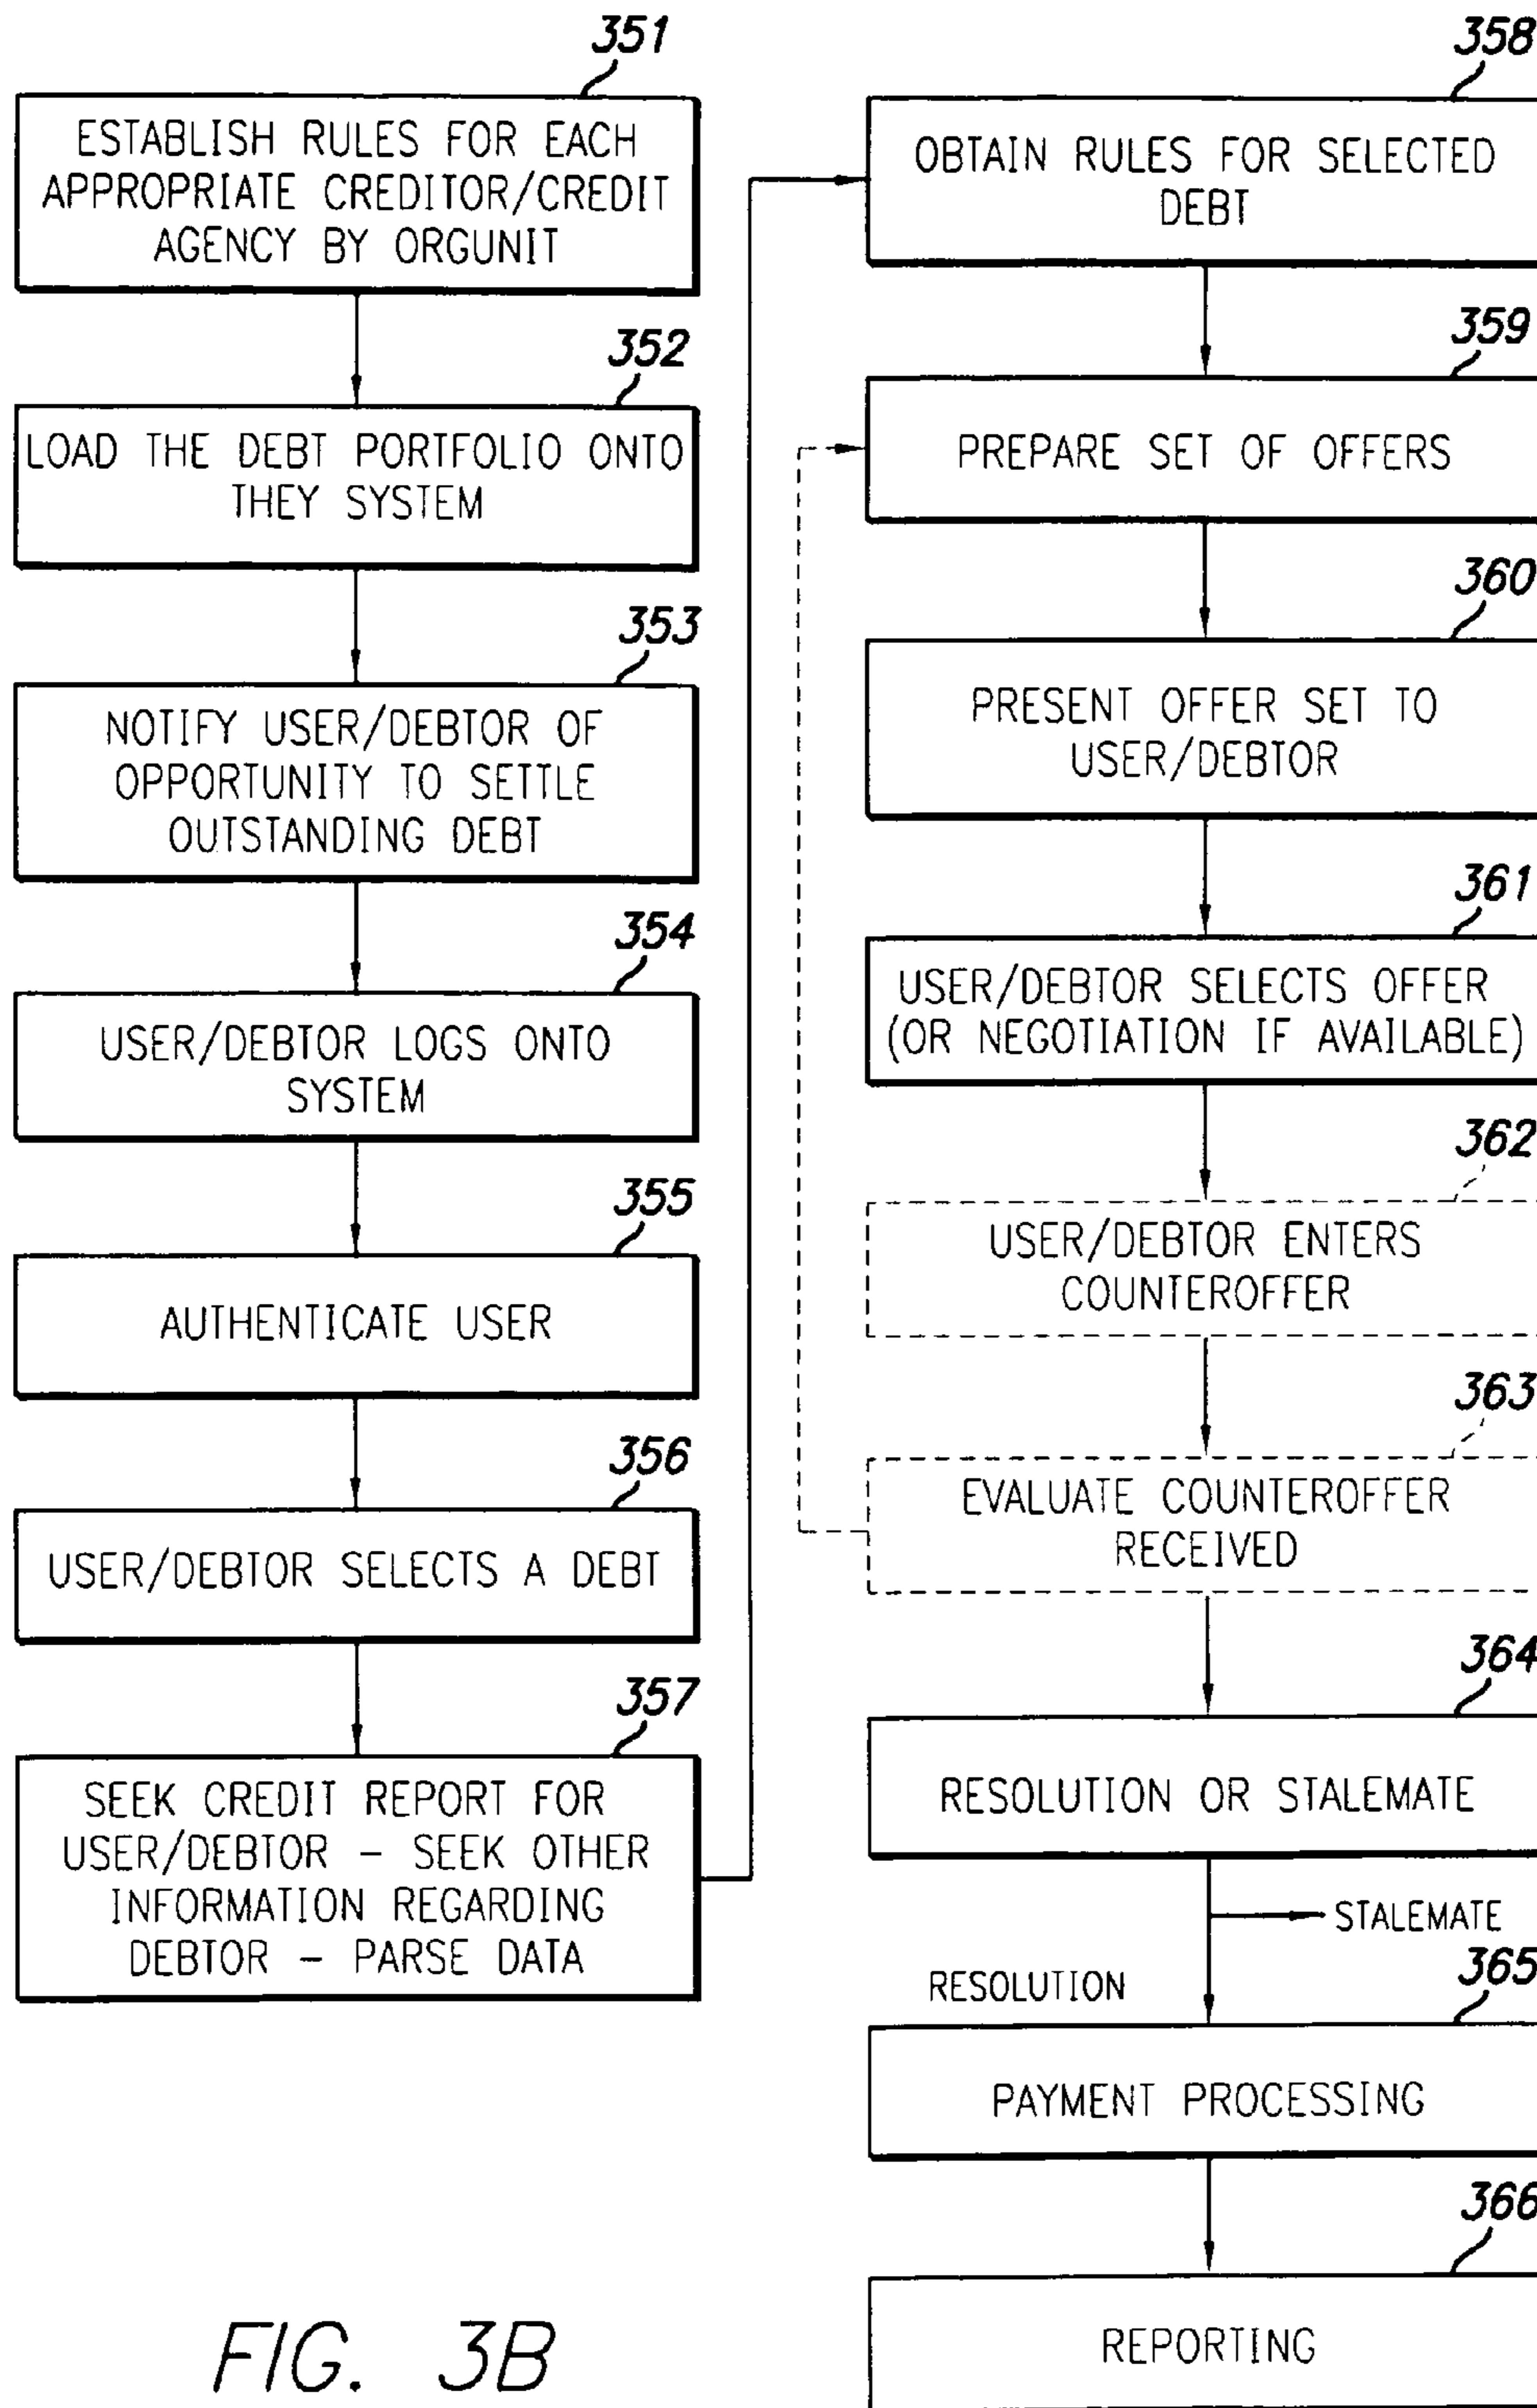 351
ESTABLISH RULES FOR EACH
APPROPRIATE CREDITOR/CREDIT
AGENCY BY ORGUNIT
352
LOAD THE DEBT PORTFOLIO ONTO
THEY SYSTEM
353
NOTIFY USER/DEBTOR OF
OPPORTUNITY TO SETTLE
OUTSTANDING DEBT
354
USER/DEBTOR LOGS ONTO
SYSTEM
355
AUTHENTICATE USER
356
USER/DEBTOR SELECTS A DEBT
357
SEEK CREDIT REPORT FOR
USER/DEBTOR – SEEK OTHER
INFORMATION REGARDING
DEBTOR – PARSE DATA
358
OBTAIN RULES FOR SELECTED
DEBT
359
PREPARE SET OF OFFERS
360
PRESENT OFFER SET TO
USER/DEBTOR
361
USER/DEBTOR SELECTS OFFER
(OR NEGOTIATION IF AVAILABLE)
362
USER/DEBTOR ENTERS
COUNTEROFFER
363
EVALUATE COUNTEROFFER
RECEIVED
364
RESOLUTION OR STALEMATE
STALEMATE
RESOLUTION
365
PAYMENT PROCESSING
366
REPORTING
FIG. 3B